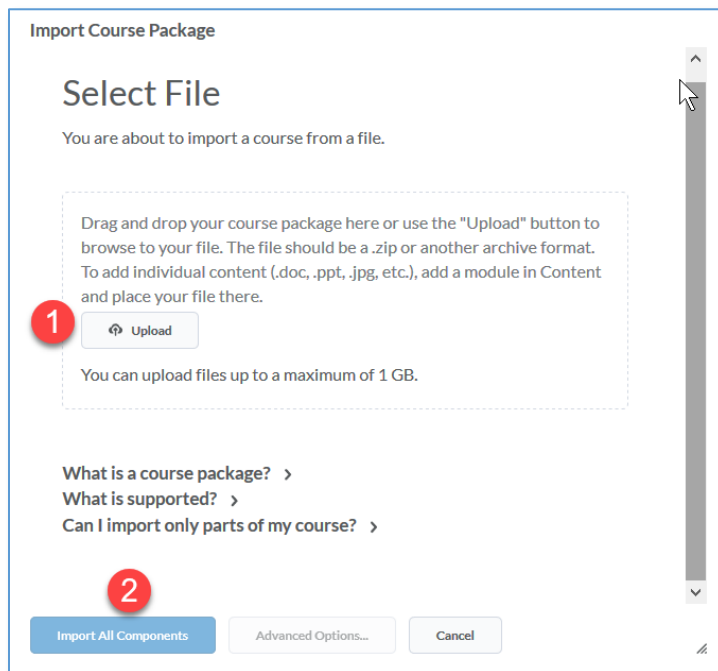 Import Course Package
Select File
You are about to import a course from a file.
Drag and drop your course package here or use the "Upload" button to
browse to your file. The file should be a .zip or another archive format.
To add individual content (.doc, .ppt, .jpg, etc.), add a module in Content
and place your file there.
1
Upload
You can upload files up to a maximum of 1 GB.
What is a course package?
What is supported?
Can I import only parts of my course?
2
Import All Components Advanced Options... Cancel